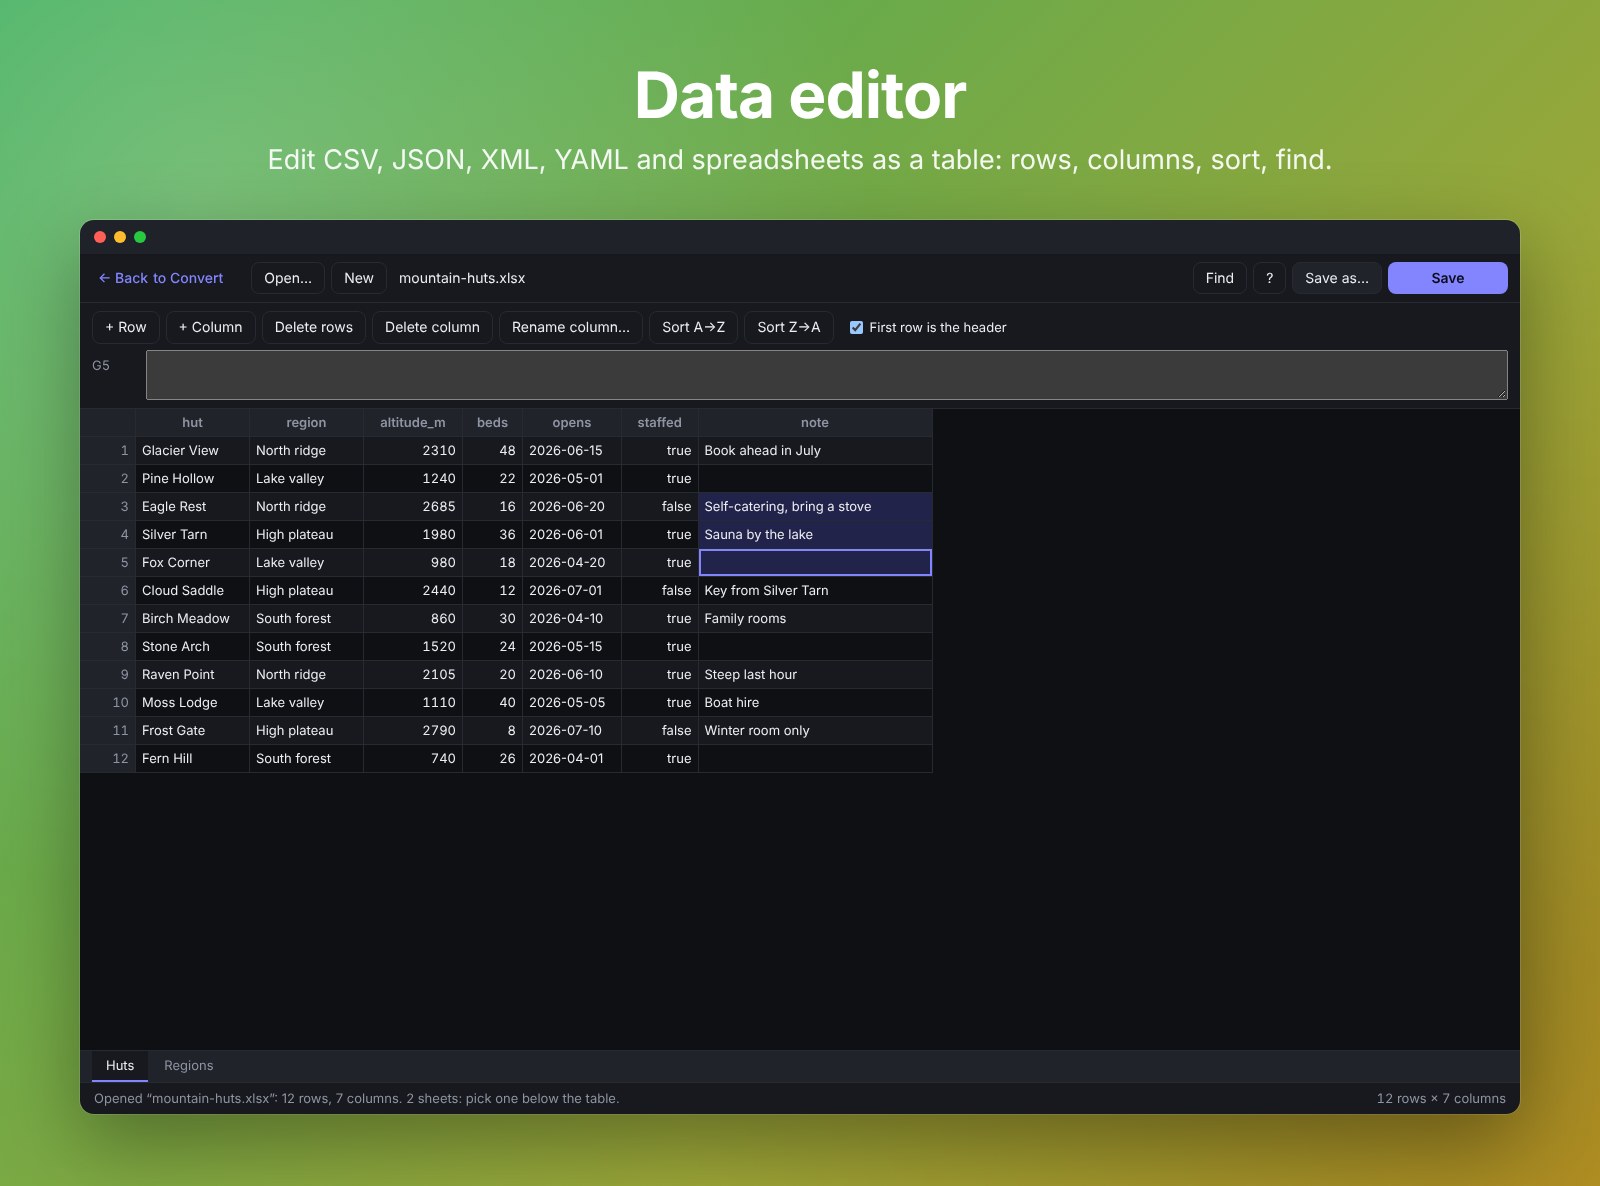 Data editor
Edit CSV, JSON, XML, YAML and spreadsheets as a table: rows, columns, sort, find.
← Back to Convert Open... New mountain-huts.xlsx Find ? Save as... Save
+ Row + Column Delete rows Delete column Rename column... Sort A→Z Sort Z→A First row is the header
G5
hut region altitude_m beds opens staffed note
1 Glacier View North ridge 2310 48 2026-06-15 true Book ahead in July
2 Pine Hollow Lake valley 1240 22 2026-05-01 true
3 Eagle Rest North ridge 2685 16 2026-06-20 false Self-catering, bring a stove
4 Silver Tarn High plateau 1980 36 2026-06-01 true Sauna by the lake
5 Fox Corner Lake valley 980 18 2026-04-20 true
6 Cloud Saddle High plateau 2440 12 2026-07-01 false Key from Silver Tarn
7 Birch Meadow South forest 860 30 2026-04-10 true Family rooms
8 Stone Arch South forest 1520 24 2026-05-15 true
9 Raven Point North ridge 2105 20 2026-06-10 true Steep last hour
10 Moss Lodge Lake valley 1110 40 2026-05-05 true Boat hire
11 Frost Gate High plateau 2790 8 2026-07-10 false Winter room only
12 Fern Hill South forest 740 26 2026-04-01 true
Huts Regions
Opened “mountain-huts.xlsx”: 12 rows, 7 columns. 2 sheets: pick one below the table. 12 rows × 7 columns